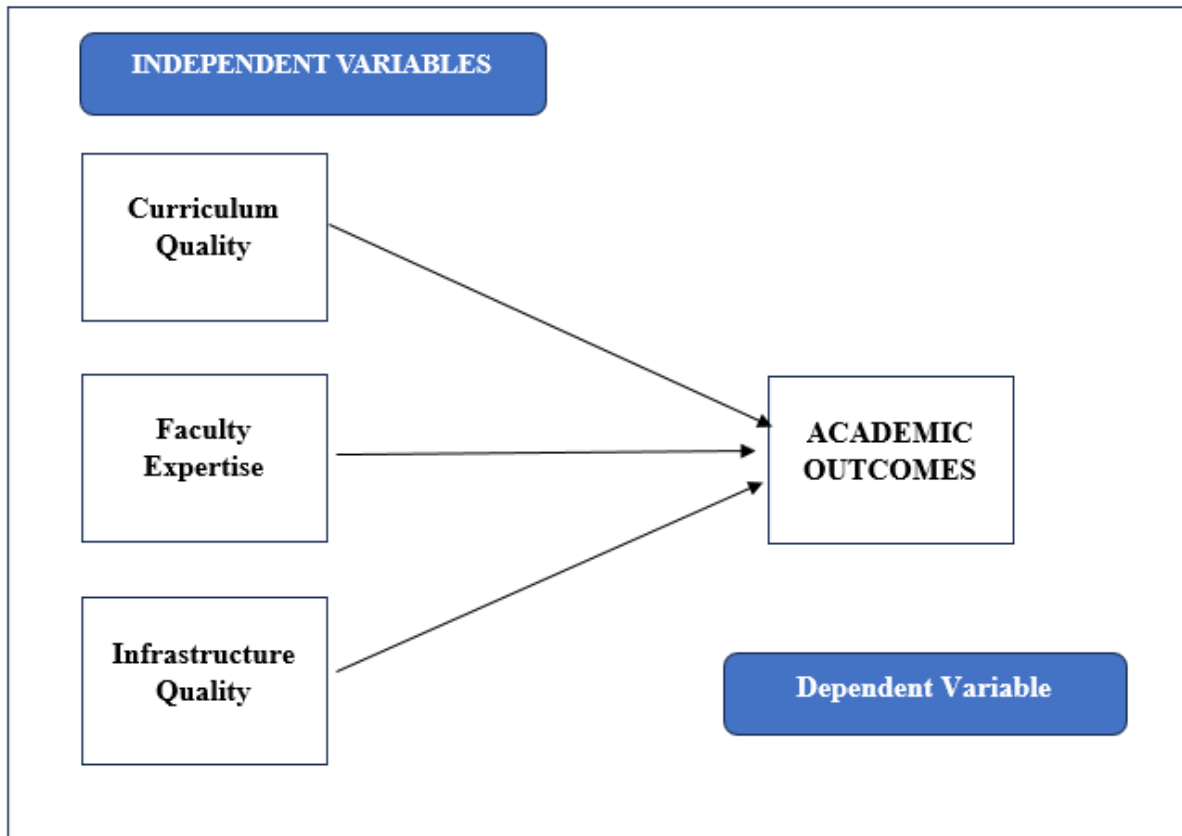 INDEPENDENT VARIABLES
Curriculum
Quality
Faculty
Expertise
Infrastructure
Quality
ACADEMIC
OUTCOMES
Dependent Variable